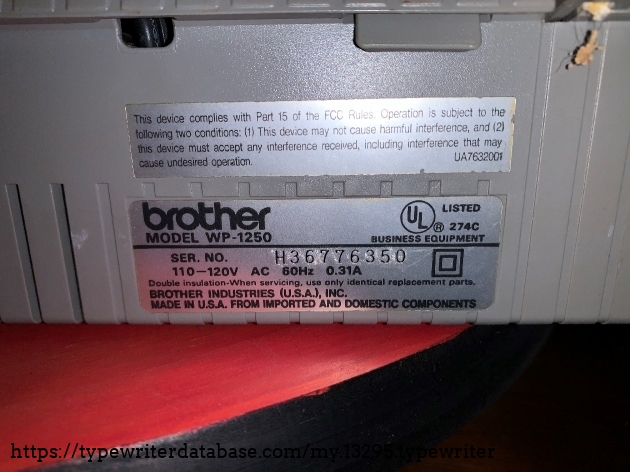 This device complies with Part 15 of the FCC Rules. Operation is subject to the
following two conditions: (1) This device may not cause harmful interference, and (2)
this device must accept any interference received, including interference that may
cause undesired operation. UA7632001
brother
MODEL WP-1250
UL ® LISTED
274C
BUSINESS EQUIPMENT
SER. NO. H36776350
110-120V AC 60Hz 0.31A
Double insulation-When servicing, use only identical replacement parts.
BROTHER INDUSTRIES (U.S.A.), INC.
MADE IN U.S.A. FROM IMPORTED AND DOMESTIC COMPONENTS
https://typewriterdatabase.com/my.13295.typewriter